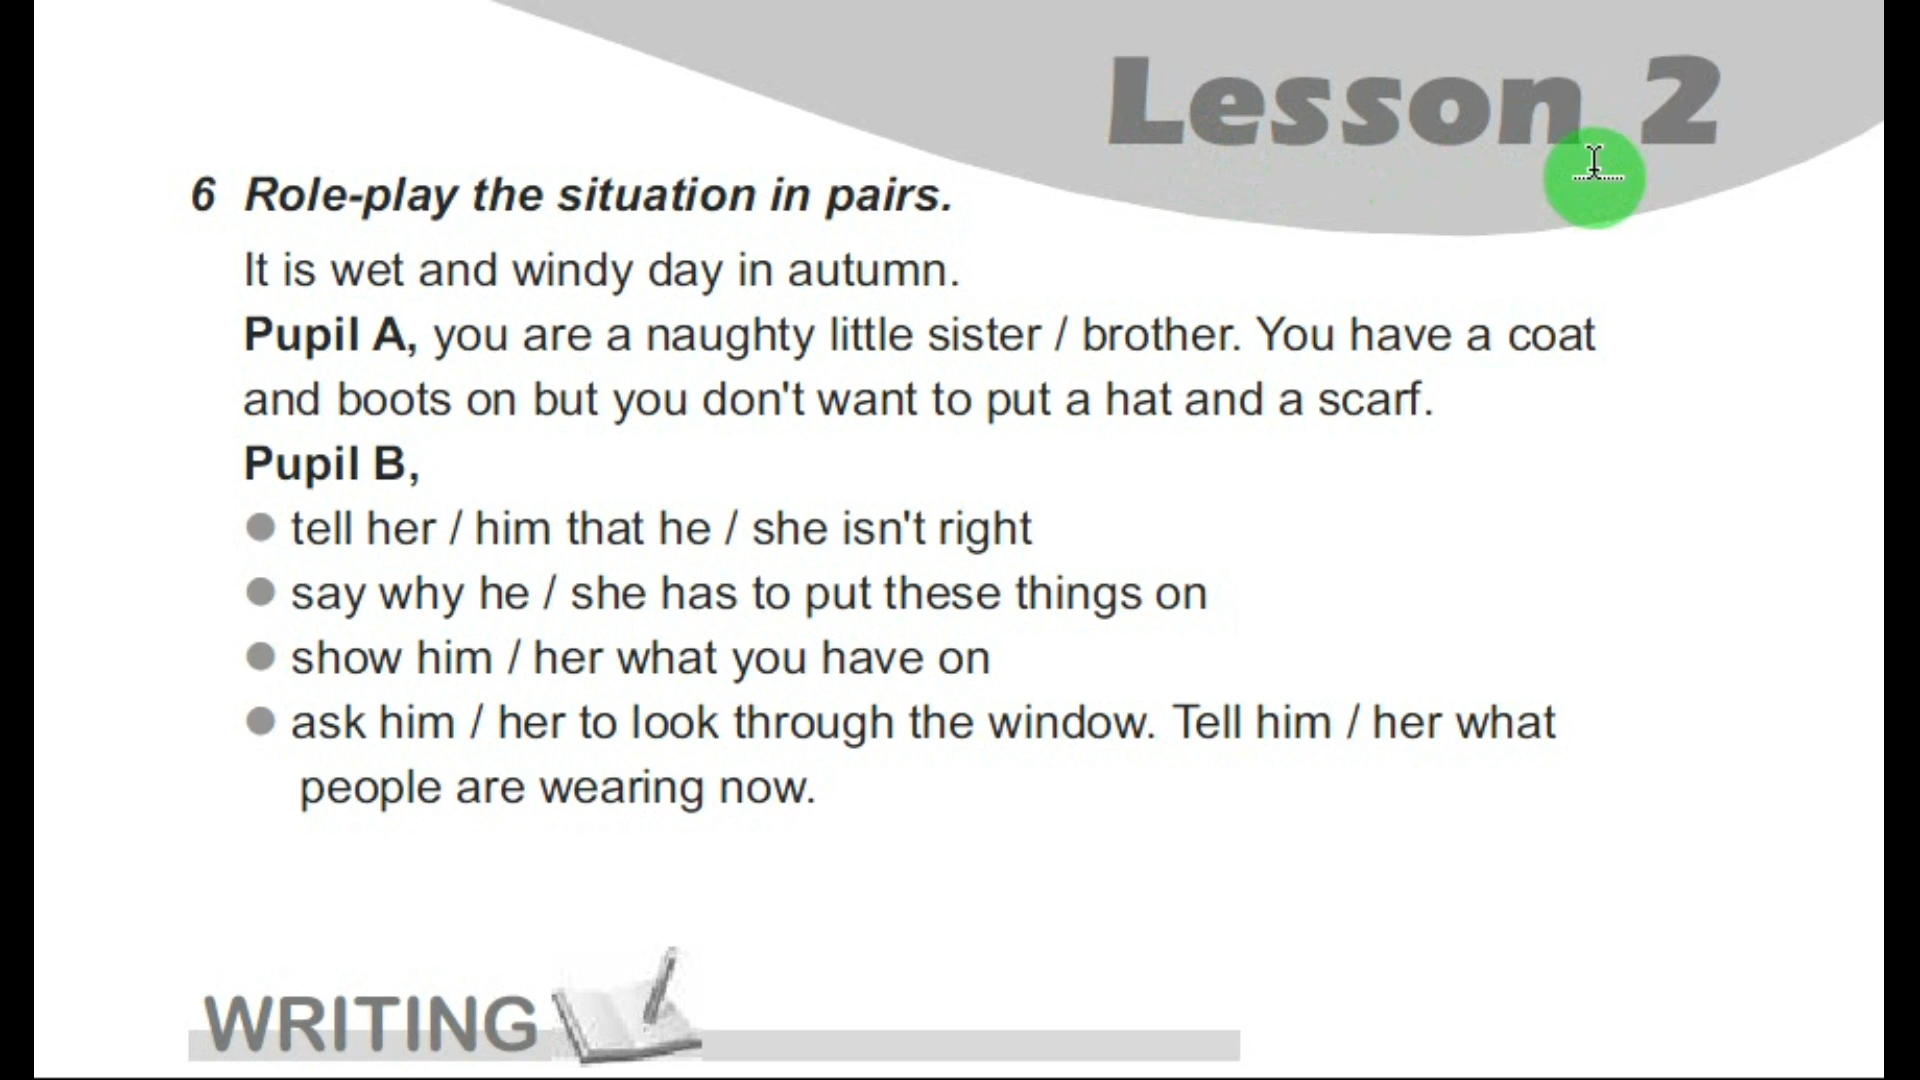 Lesson 2
6 Role-play the situation in pairs.
It is wet and windy day in autumn.
Pupil A, you are a naughty little sister / brother. You have a coat
and boots on but you don't want to put a hat and a scarf.
Pupil B,
● tell her / him that he / she isn't right
● say why he / she has to put these things on
● show him / her what you have on
● ask him / her to look through the window. Tell him / her what
people are wearing now.
WRITING